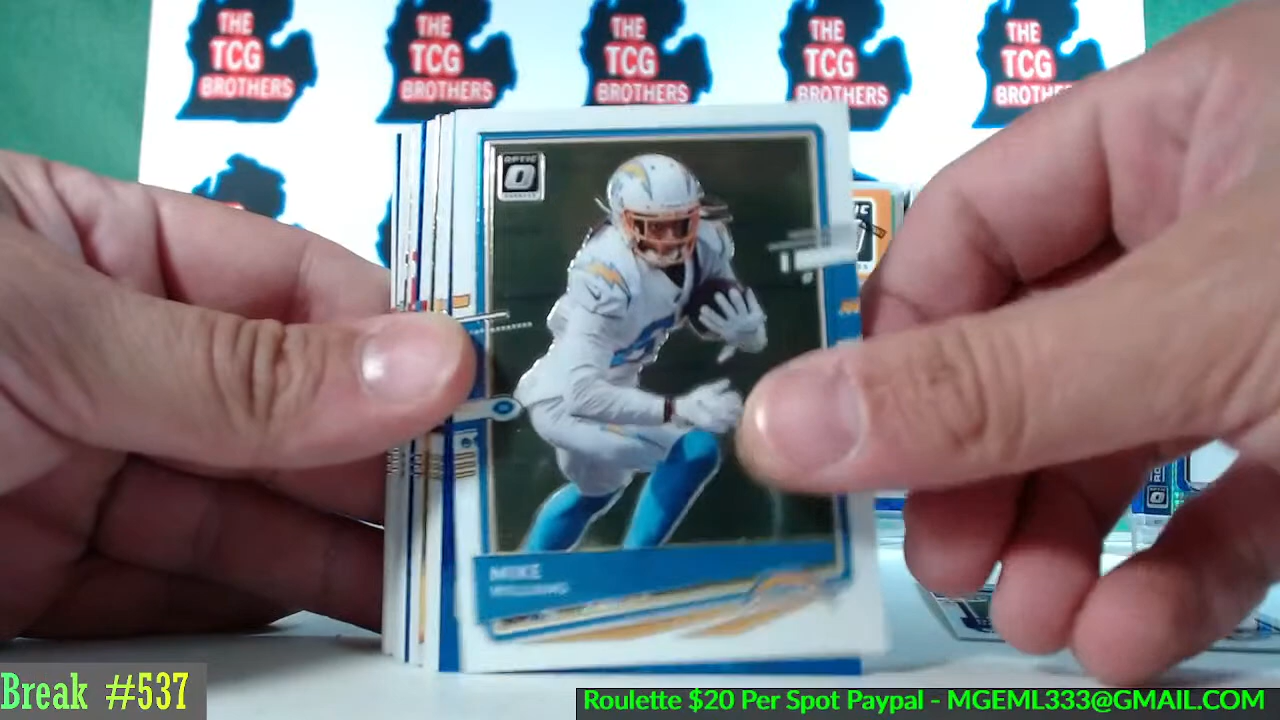 THE
TCG
BROTHERS
THE
TCG
BROTHERS
THE
TCG
BROTHERS
THE
TCG
BROTHERS
THE
TCG
BROTHERS
OPTIC
O
MIKE
WILLIAMS
Break #537
Roulette $20 Per Spot Paypal - MGEML333@GMAIL.COM